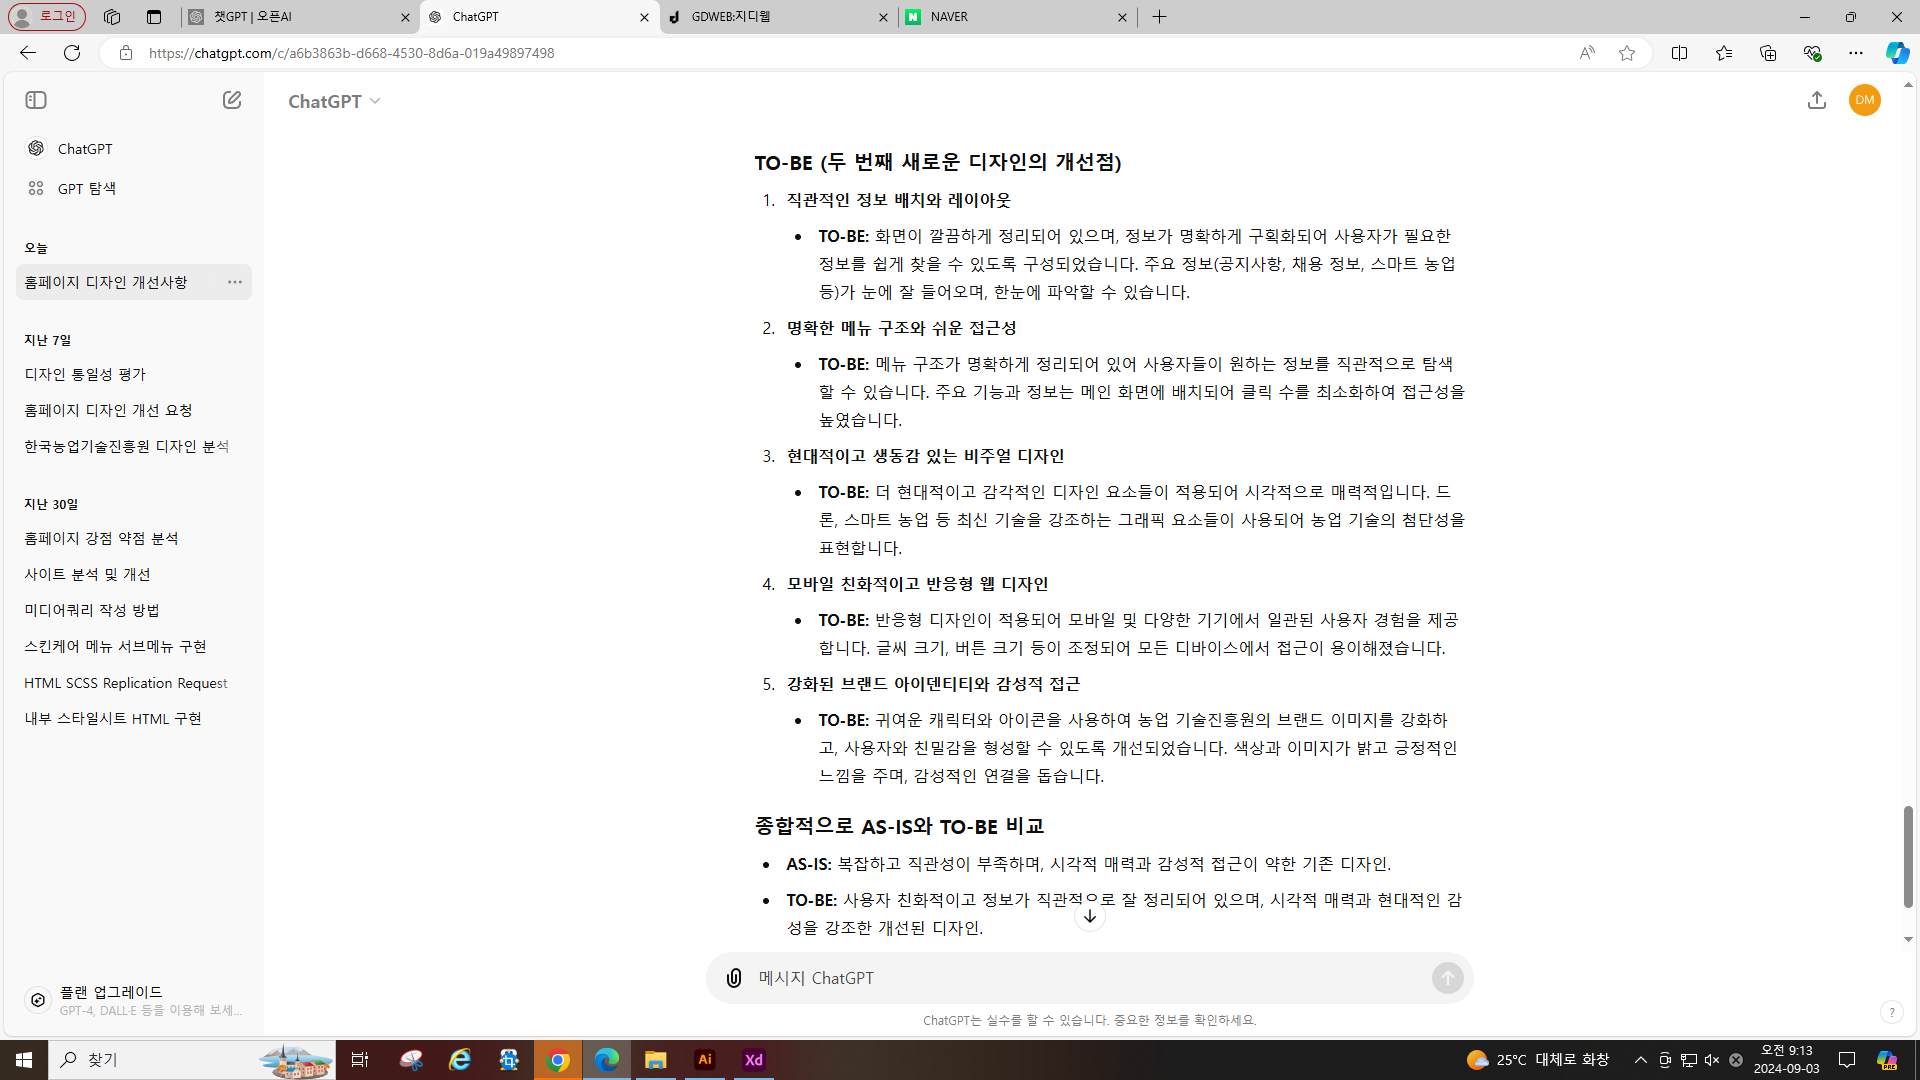 로그인
챗GPT | 오픈AI
ChatGPT
GDWEB:지디웹
NAVER
https://chatgpt.com/c/a6b3863b-d668-4530-8d6a-019a49897498
ChatGPT
DM
ChatGPT
GPT 탐색
오늘
홈페이지 디자인 개선사항
지난 7일
디자인 통일성 평가
홈페이지 디자인 개선 요청
한국농업기술진흥원 디자인 분석
지난 30일
홈페이지 강점 약점 분석
사이트 분석 및 개선
미디어쿼리 작성 방법
스킨케어 메뉴 서브메뉴 구현
HTML SCSS Replication Request
내부 스타일시트 HTML 구현
플랜 업그레이드
GPT-4, DALL·E 등을 이용해 보세...
TO-BE (두 번째 새로운 디자인의 개선점)
1. 직관적인 정보 배치와 레이아웃
• TO-BE: 화면이 깔끔하게 정리되어 있으며, 정보가 명확하게 구획화되어 사용자가 필요한
정보를 쉽게 찾을 수 있도록 구성되었습니다. 주요 정보(공지사항, 채용 정보, 스마트 농업
등)가 눈에 잘 들어오며, 한눈에 파악할 수 있습니다.
2. 명확한 메뉴 구조와 쉬운 접근성
• TO-BE: 메뉴 구조가 명확하게 정리되어 있어 사용자들이 원하는 정보를 직관적으로 탐색
할 수 있습니다. 주요 기능과 정보는 메인 화면에 배치되어 클릭 수를 최소화하여 접근성을
높였습니다.
3. 현대적이고 생동감 있는 비주얼 디자인
• TO-BE: 더 현대적이고 감각적인 디자인 요소들이 적용되어 시각적으로 매력적입니다. 드
론, 스마트 농업 등 최신 기술을 강조하는 그래픽 요소들이 사용되어 농업 기술의 첨단성을
표현합니다.
4. 모바일 친화적이고 반응형 웹 디자인
• TO-BE: 반응형 디자인이 적용되어 모바일 및 다양한 기기에서 일관된 사용자 경험을 제공
합니다. 글씨 크기, 버튼 크기 등이 조정되어 모든 디바이스에서 접근이 용이해졌습니다.
5. 강화된 브랜드 아이덴티티와 감성적 접근
• TO-BE: 귀여운 캐릭터와 아이콘을 사용하여 농업 기술진흥원의 브랜드 이미지를 강화하
고, 사용자와 친밀감을 형성할 수 있도록 개선되었습니다. 색상과 이미지가 밝고 긍정적인
느낌을 주며, 감성적인 연결을 돕습니다.
종합적으로 AS-IS와 TO-BE 비교
• AS-IS: 복잡하고 직관성이 부족하며, 시각적 매력과 감성적 접근이 약한 기존 디자인.
• TO-BE: 사용자 친화적이고 정보가 직관적으로 잘 정리되어 있으며, 시각적 매력과 현대적인 감
성을 강조한 개선된 디자인.
메시지 ChatGPT
ChatGPT는 실수를 할 수 있습니다. 중요한 정보를 확인하세요.
?
찾기
Ai
Xd
25°C 대체로 화창
오전 9:13
2024-09-03
PRE